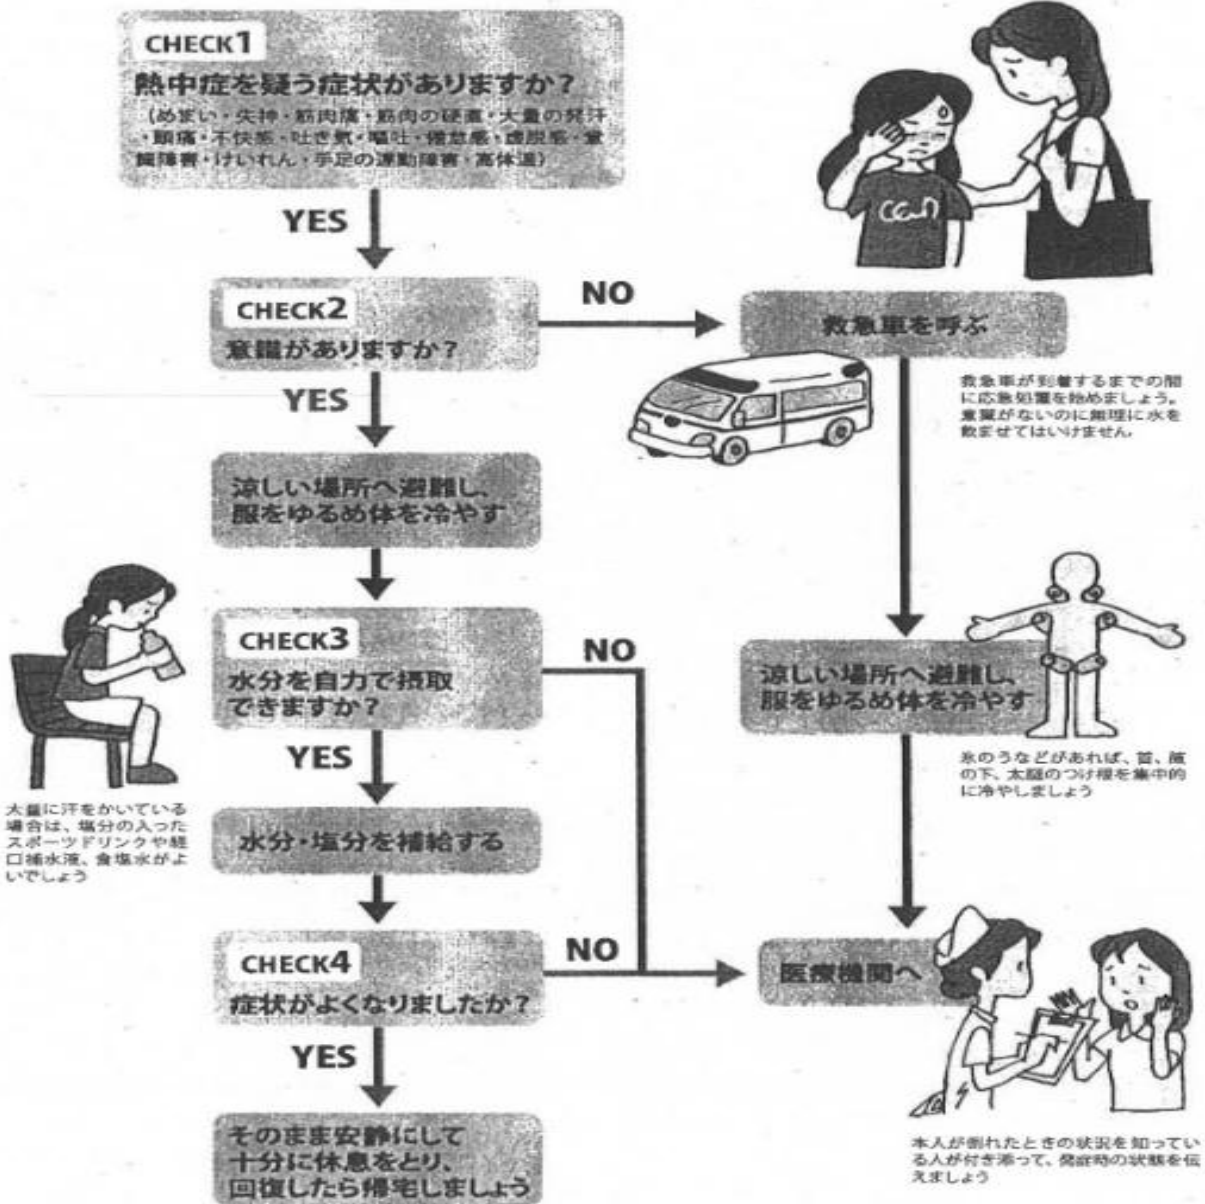 CHECK1
熱中症を疑う症状がありますか?
(めまい・失神・筋肉痛・筋肉の硬直・大量の発汗
・頭痛・不快感・吐き気・嘔吐・倦怠感・虚脱感・意
識障害・けいれん・手足の運動障害・高体温)
YES
CHECK2
意識がありますか?
NO
救急車を呼ぶ
救急車が到着するまでの間
に応急処置を始めましょう。
意識がないのに無理に水を
飲ませてはいけません
YES
涼しい場所へ避難し、
服をゆるめ体を冷やす
CHECK3
水分を自力で摂取
できますか?
NO
涼しい場所へ避難し、
服をゆるめ体を冷やす
氷のうなどがあれば、首、腋
の下、太腿のつけ根を集中的
に冷やしましょう
YES
大量に汗をかいている
場合は、塩分の入った
スポーツドリンクや経
口補水液、食塩水がよ
いでしょう
水分・塩分を補給する
CHECK4
症状がよくなりましたか?
NO
医療機関へ
YES
そのまま安静にして
十分に休息をとり、
回復したら帰宅しましょう
本人が倒れたときの状況を知ってい
る人が付き添って、発症時の状態を伝
えましょう